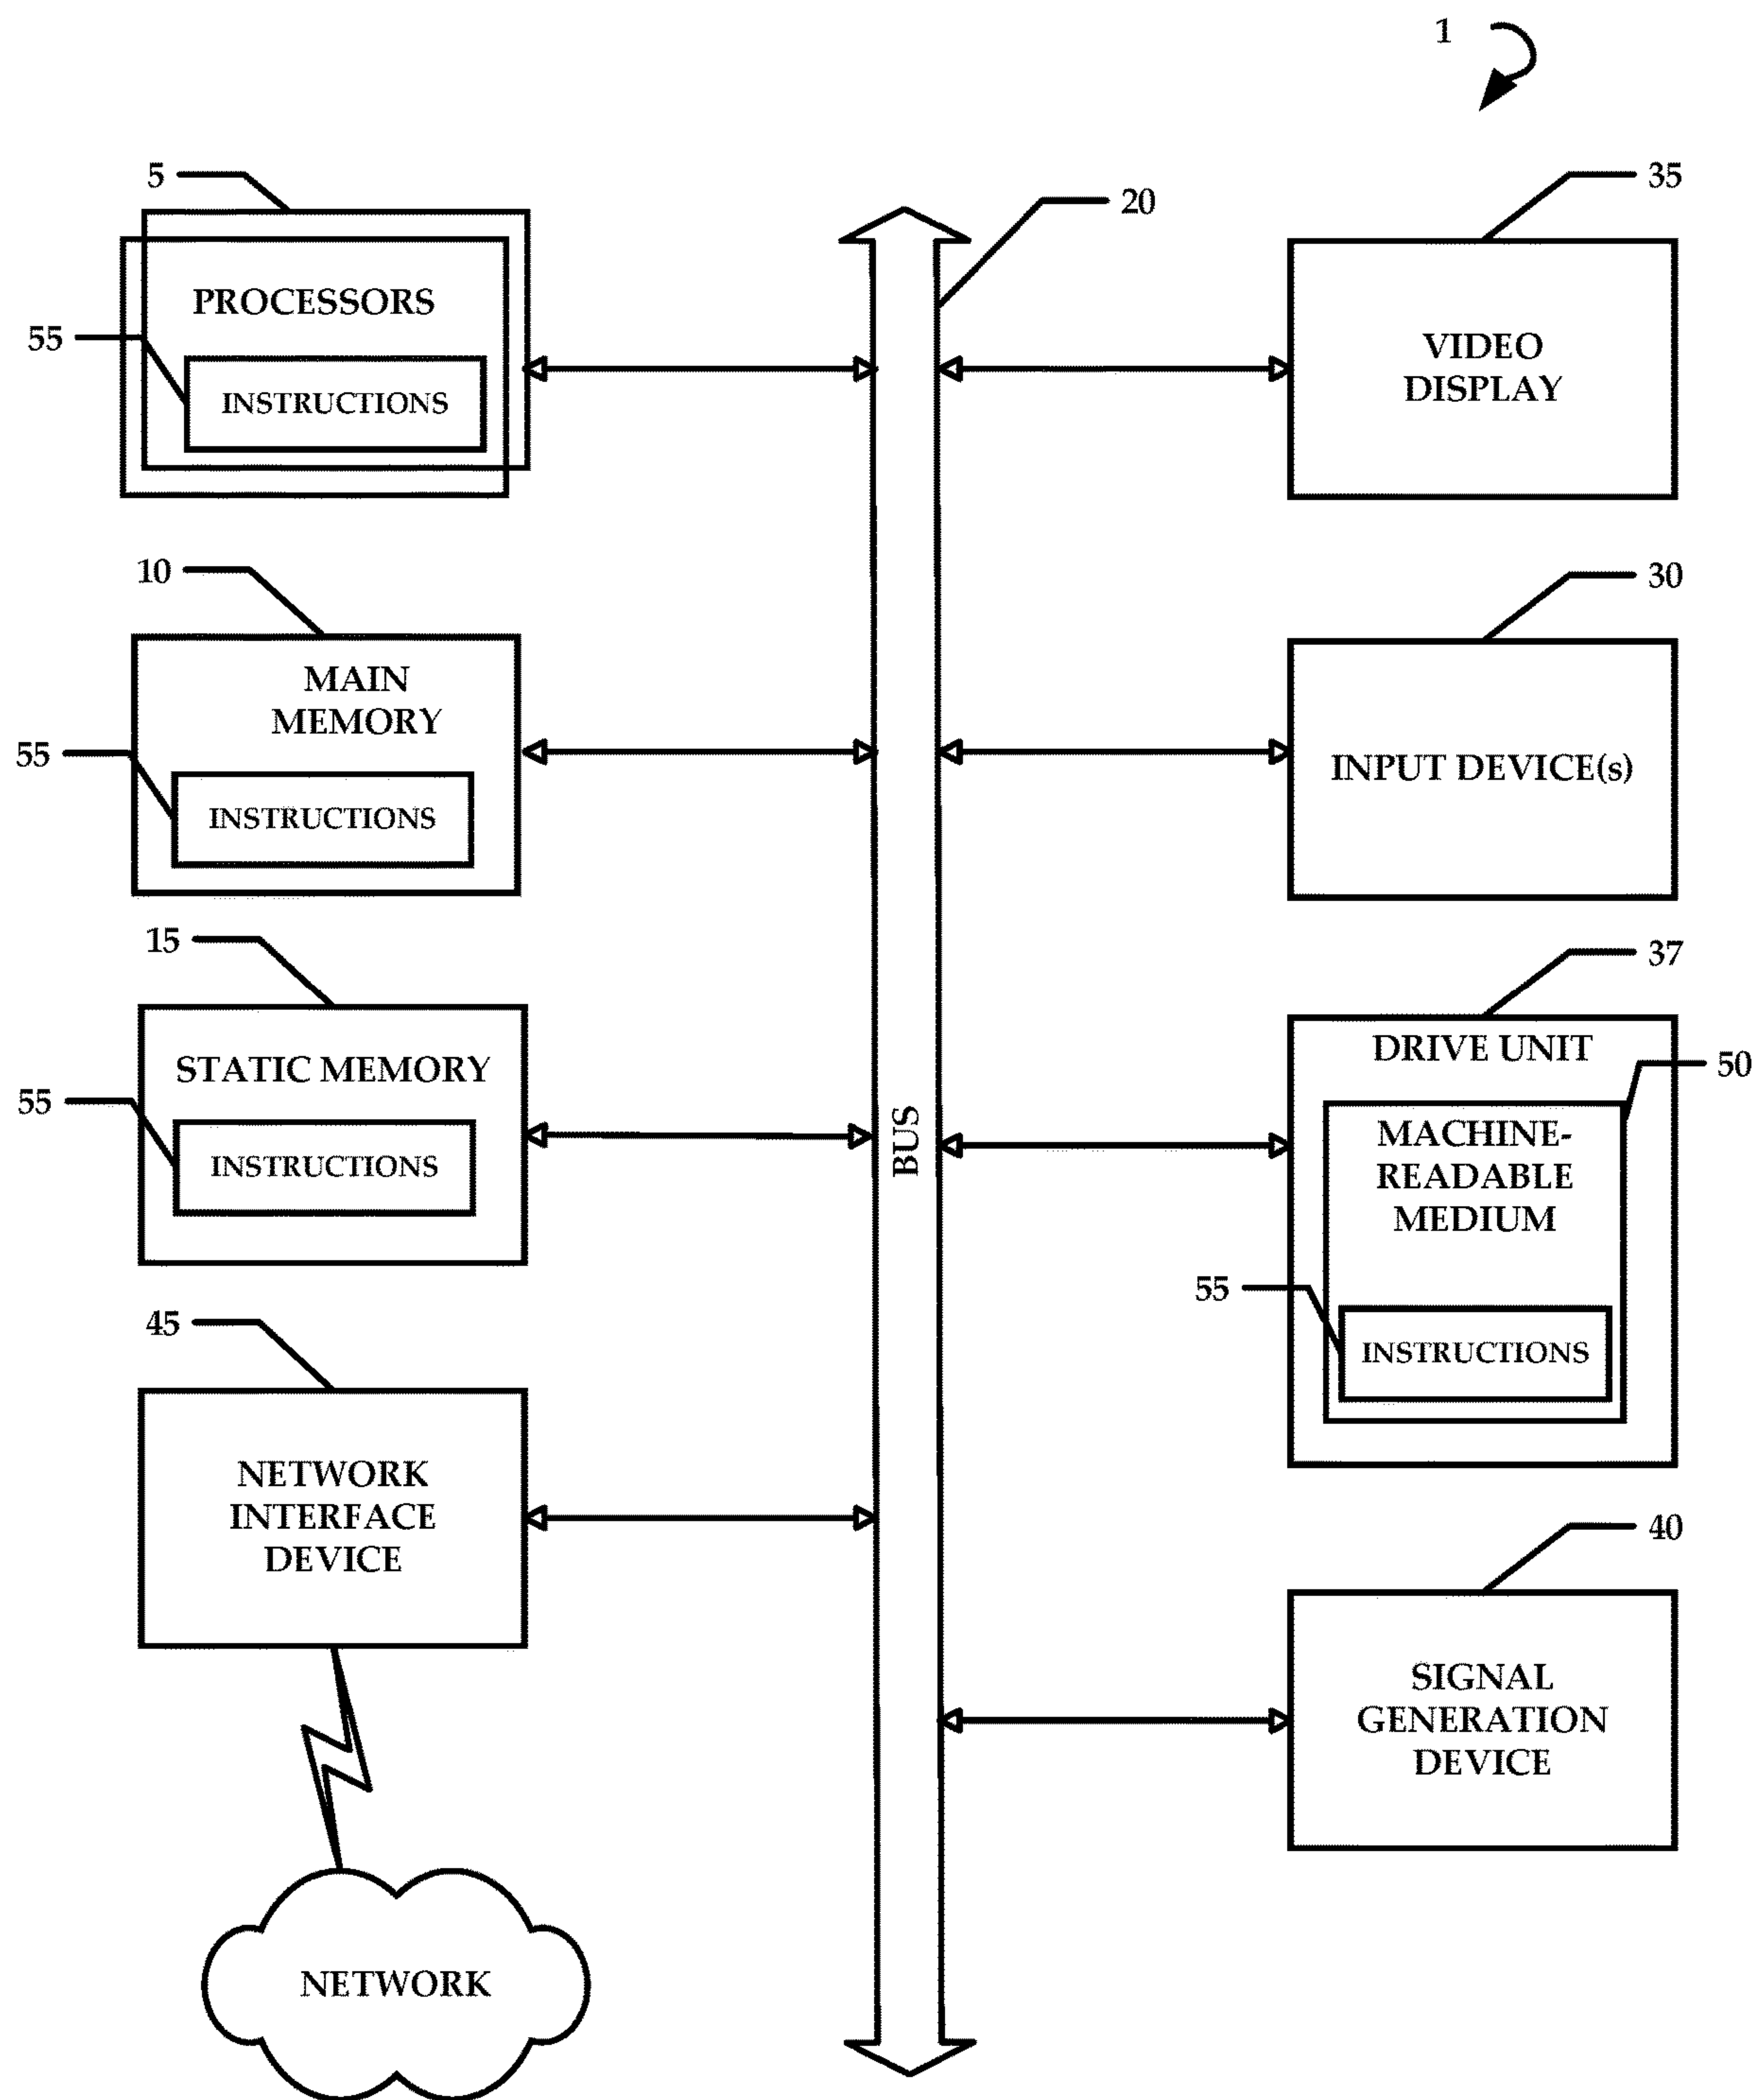 1
5
PROCESSORS
55
INSTRUCTIONS
10
MAIN
MEMORY
55
INSTRUCTIONS
15
STATIC MEMORY
55
INSTRUCTIONS
45
NETWORK
INTERFACE
DEVICE
NETWORK
20
BUS
35
VIDEO
DISPLAY
30
INPUT DEVICE(s)
37
DRIVE UNIT
50
MACHINE-
READABLE
MEDIUM
55
INSTRUCTIONS
40
SIGNAL
GENERATION
DEVICE